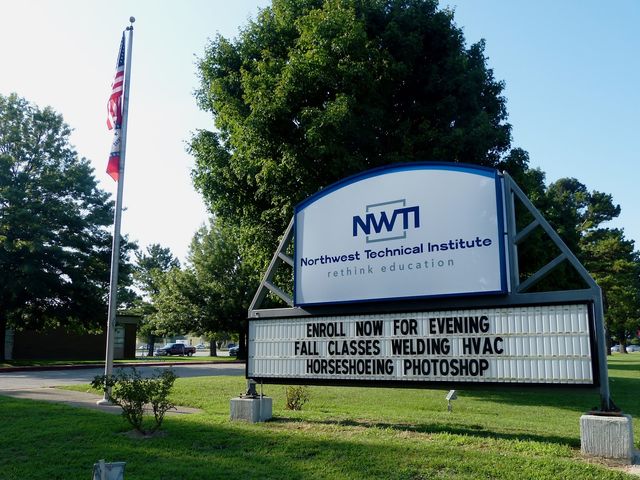 NWTI
Northwest Technical Institute
rethink education
ENROLL NOW FOR EVENING
FALL CLASSES WELDING HVAC
HORSESHOEING PHOTOSHOP